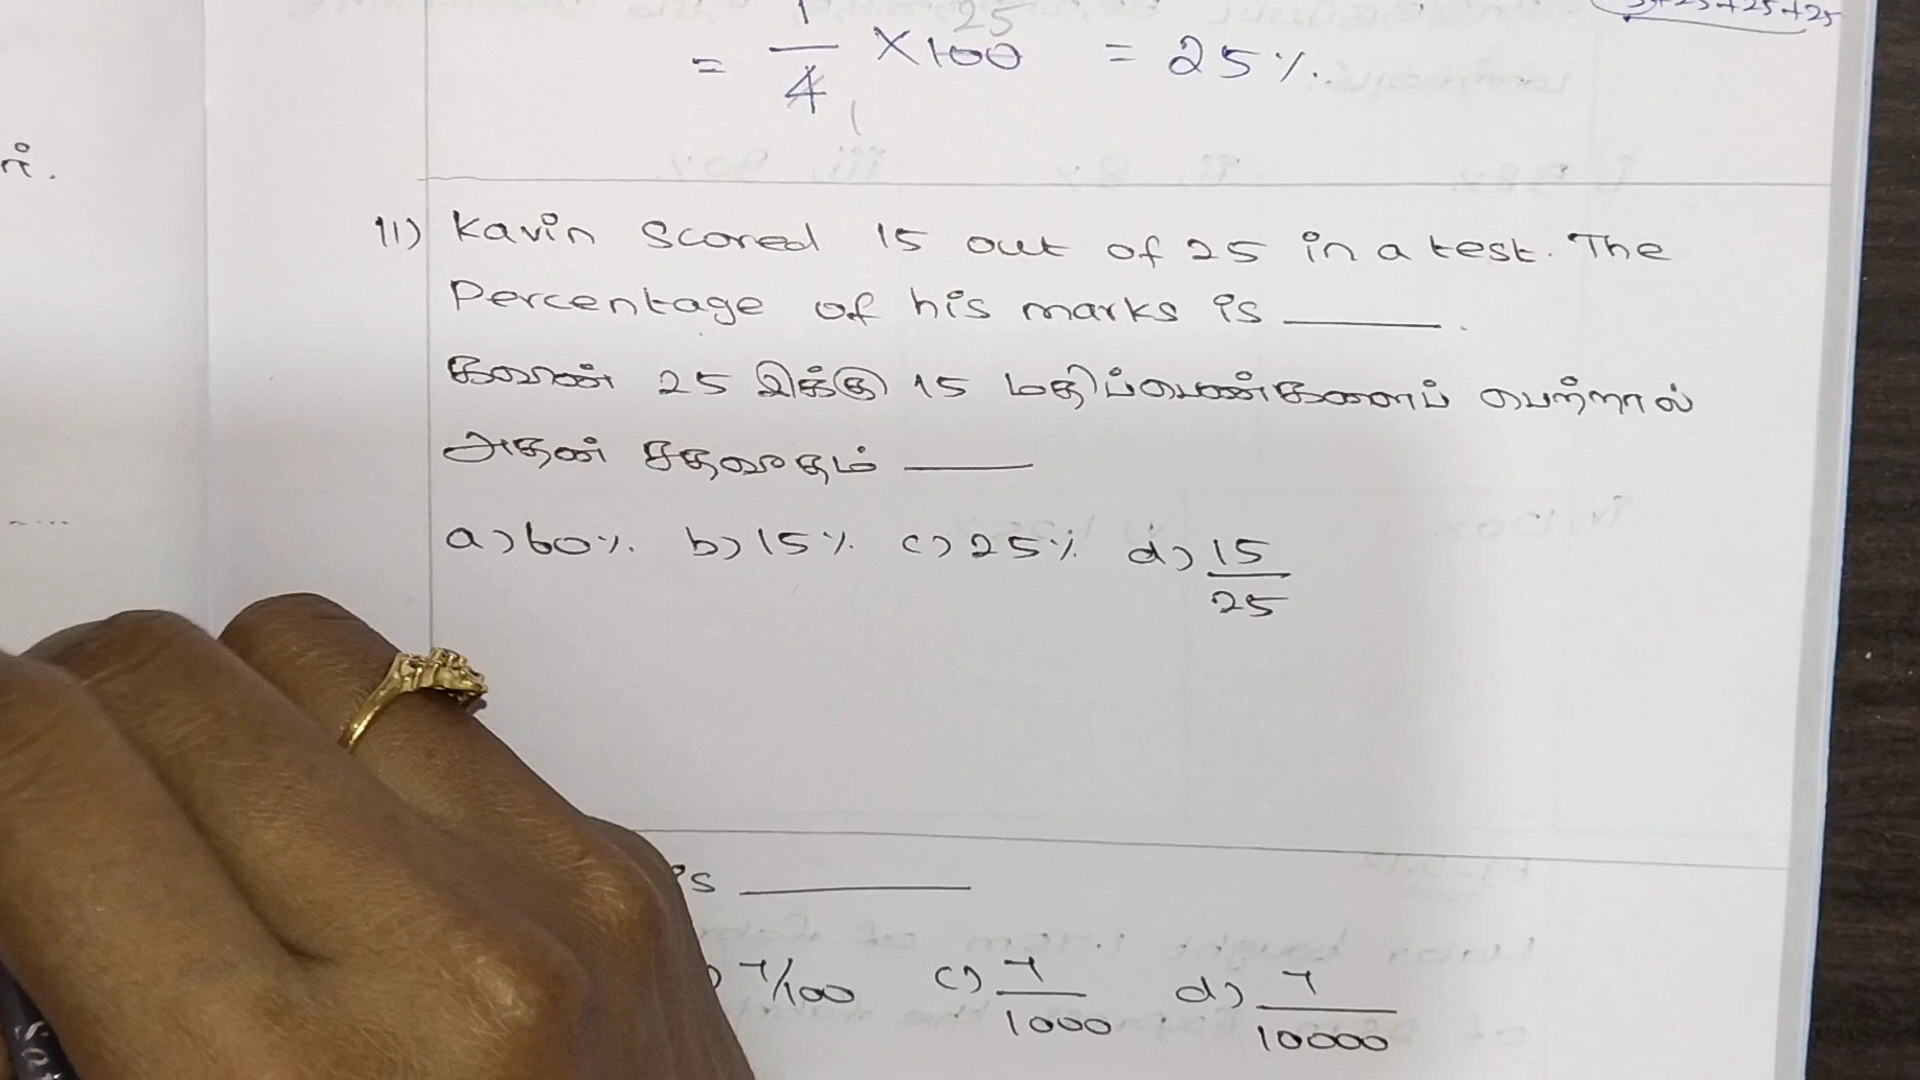 25
= 1/4 × 100 = 25%.
11) Kavin Scored 15 out of 25 in a test. The
Percentage of his marks is ______.
கவின் 25 இக்கு 15 மதிப்பெண்களைப் பெற்றால்
அதன் சதவீதம் ______
a) 60%. b) 15% c) 25% d) 15/25
is ______
7/100 c) 7/1000 d) 7/10000